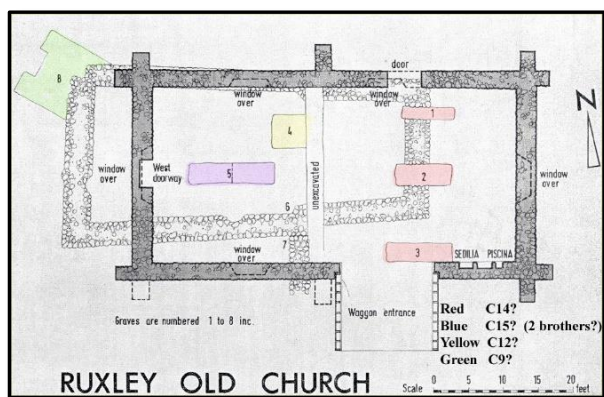 8
door
window
over
window
over
N
1
4
window
over
West
doorway
5
unexcavated
2
window
over
6
7
window
over
3
SEDILIA PISCINA
Waggon entrance
Graves are numbered 1 to 8 inc.
Red C14?
Blue C15? (2 brothers?)
Yellow C12?
Green C9?
RUXLEY OLD CHURCH
Scale 0 5 10 15 20
feet